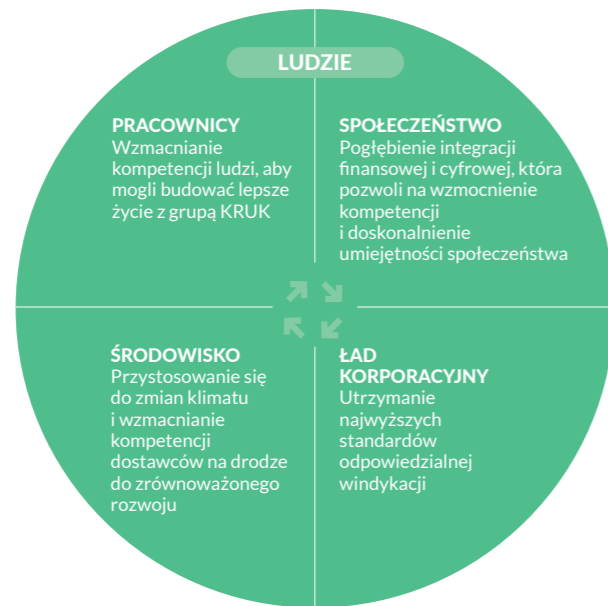 LUDZIE
PRACOWNICY
Wzmacnianie
kompetencji ludzi, aby
mogli budować lepsze
życie z grupą KRUK
SPOŁECZEŃSTWO
Pogłębienie integracji
finansowej i cyfrowej, która
pozwoli na wzmocnienie
kompetencji
i doskonalnienie
umiejętności społeczeństwa
ŚRODOWISKO
Przystosowanie się
do zmian klimatu
i wzmacnianie
kompetencji
dostawców na drodze
do zrównoważonego
rozwoju
ŁAD
KORPORACYJNY
Utrzymanie
najwyższych
standardów
odpowiedzialnej
windykacji